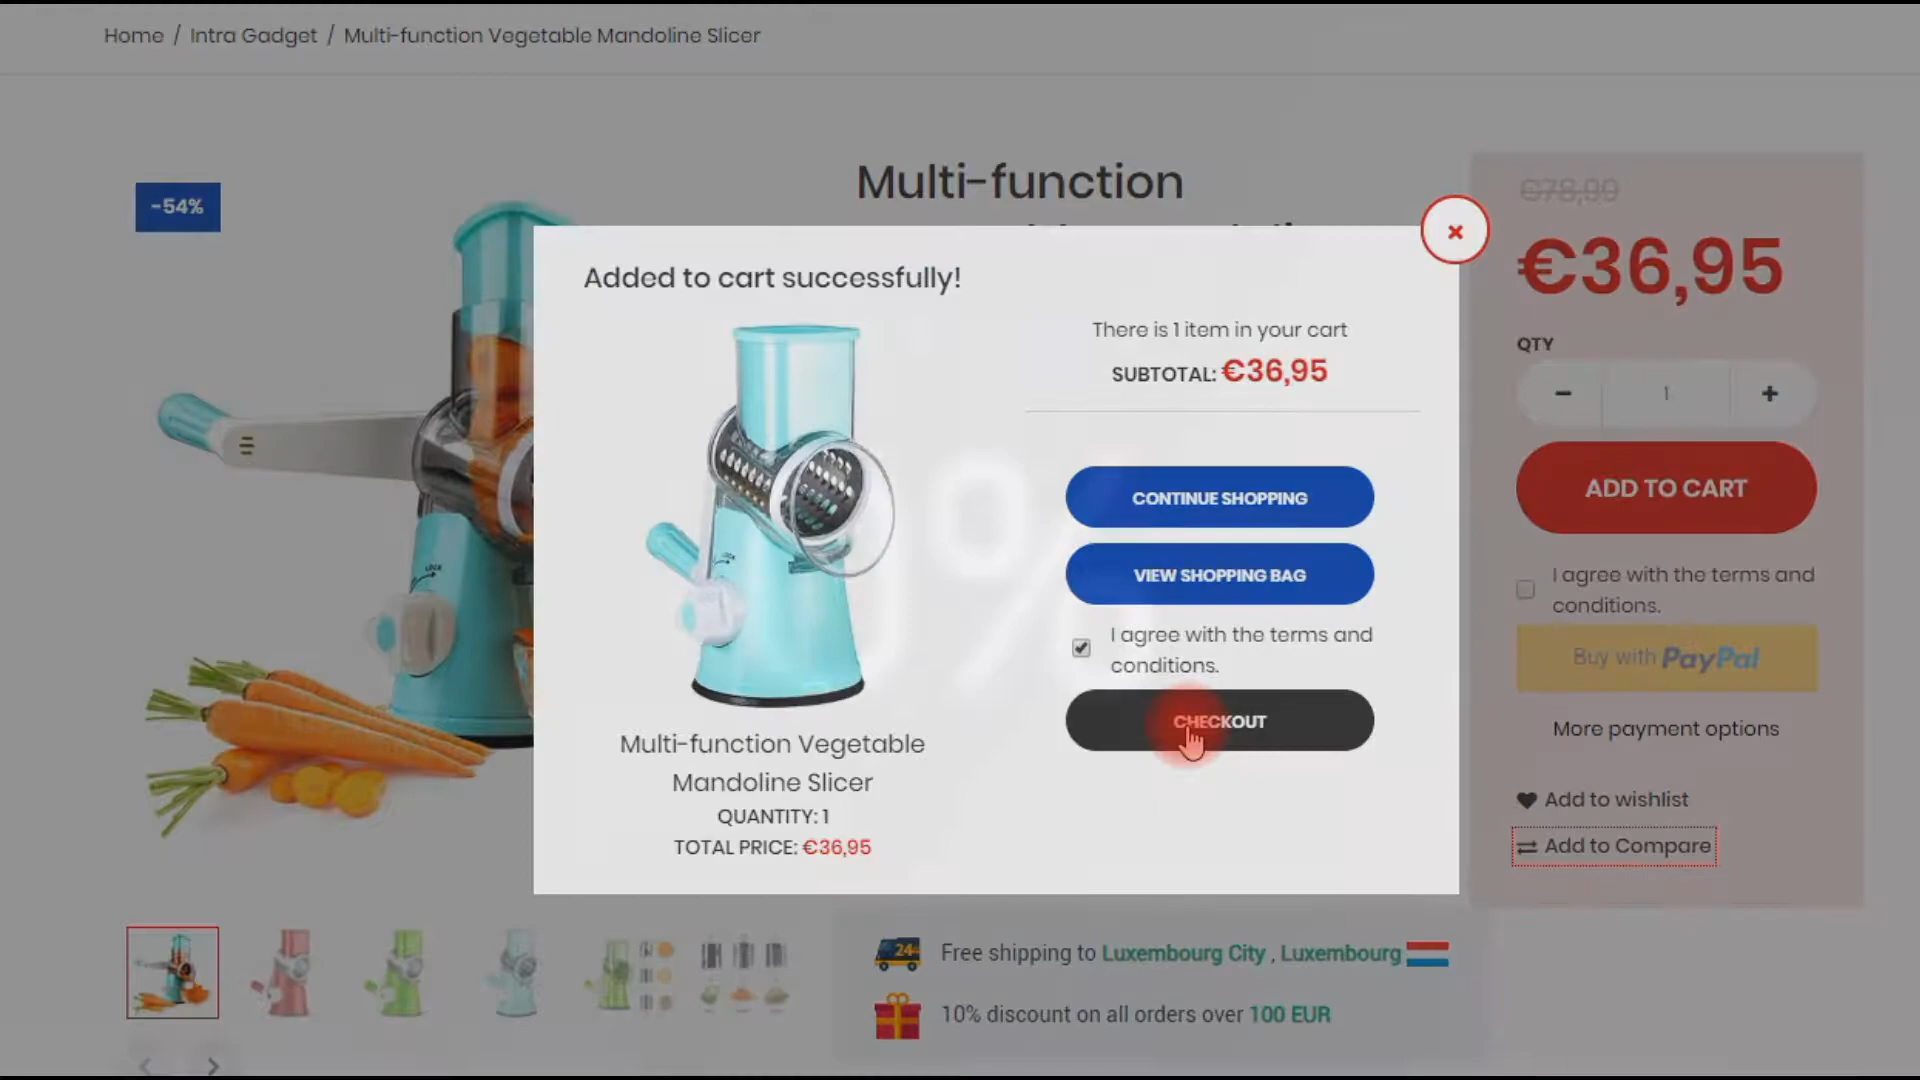 Home / Intra Gadget / Multi-function Vegetable Mandoline Slicer
-54%
Multi-function
€78,99
€36,95
QTY
− 1 +
ADD TO CART
I agree with the terms and
conditions.
Buy with PayPal
More payment options
Add to wishlist
Add to Compare
Added to cart successfully!
LOCK
Multi-function Vegetable
Mandoline Slicer
QUANTITY: 1
TOTAL PRICE: €36,95
There is 1 item in your cart
SUBTOTAL: €36,95
CONTINUE SHOPPING
VIEW SHOPPING BAG
I agree with the terms and
conditions.
CHECKOUT
LOCK
24
Free shipping to Luxembourg City , Luxembourg
10% discount on all orders over 100 EUR